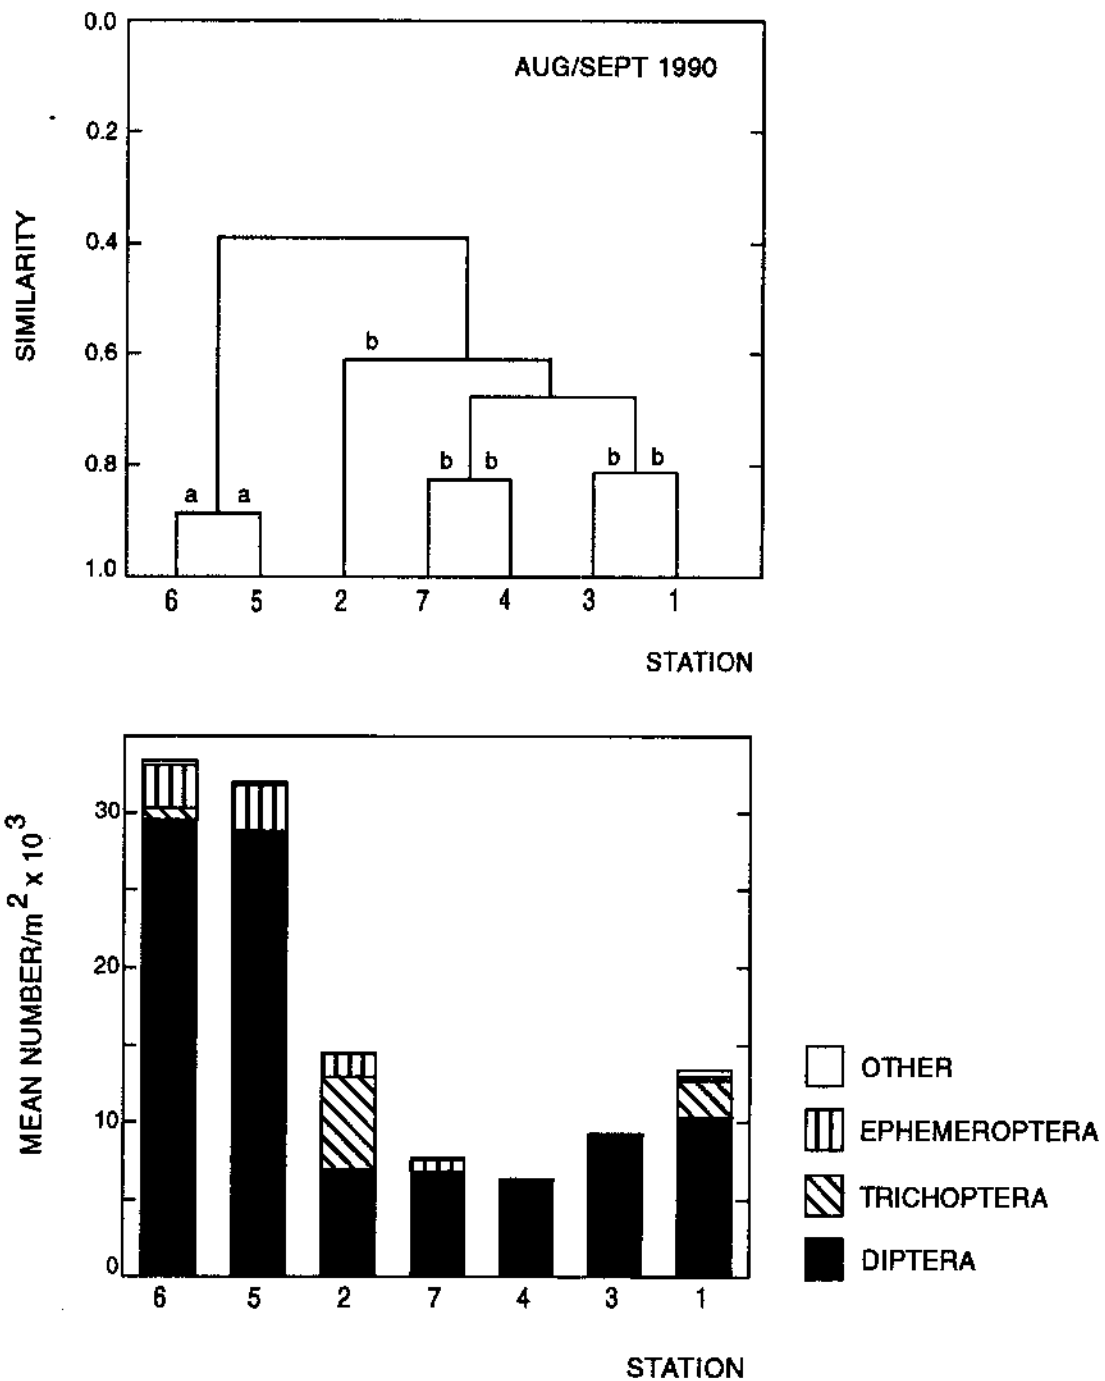 AUG/SEPT 1990
SIMILARITY
0.0
0.2
0.4
0.6
0.8
1.0
b
b b b b
a a
6 5 2 7 4 3 1
STATION
MEAN NUMBER/m² x 10³
30
20
10
0
6 5 2 7 4 3 1
STATION
OTHER
EPHEMEROPTERA
TRICHOPTERA
DIPTERA